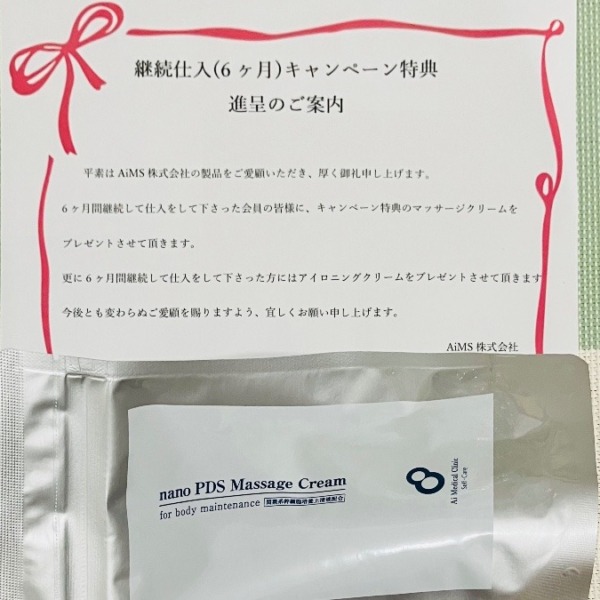 継続仕入(6ヶ月)キャンペーン特典
進呈のご案内
平素は AiMS 株式会社の製品をご愛顧いただき、厚く御礼申し上げます。
6ヶ月間継続して仕入をして下さった会員の皆様に、キャンペーン特典のマッサージクリームを
プレゼントさせて頂きます。
更に6ヶ月間継続して仕入をして下さった方にはアイロニングクリームをプレゼントさせて頂きます
今後とも変わらぬご愛顧を賜りますよう、宜しくお願い申し上げます。
AiMS 株式会社
nano PDS Massage Cream
for body maintenance
Ai Medical Clinic
Self-Care